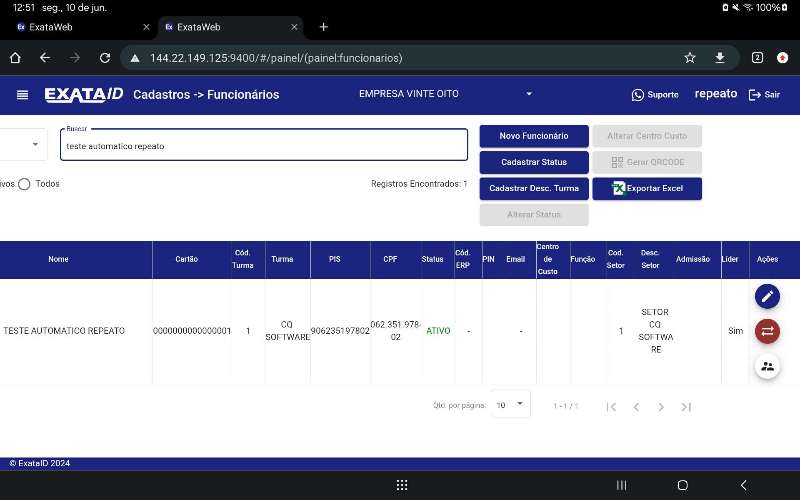 12:51 seg., 10 de jun.
100%
ExataWeb
ExataWeb
144.22.149.125:9400/#/painel/(painel:funcionarios)
2
EXATAID
Cadastros -> Funcionários
EMPRESA VINTE OITO
Suporte
repeato
Sair
Buscar
teste automatico repeato
Novo Funcionário
Alterar Centro Custo
Cadastrar Status
Gerar QRCODE
ivos
Todos
Registros Encontrados: 1
Cadastrar Desc. Turma
Exportar Excel
Alterar Status
Nome
Cartão
Cód. Turma
Turma
PIS
CPF
Status
Cód. ERP
PIN
Email
Centro de Custo
Função
Cod. Setor
Desc. Setor
Admissão
Líder
Ações
TESTE AUTOMATICO REPEATO
0000000000000001
1
CQ
SOFTWARE
906235197802
062.351.978-
02
ATIVO
-
-
1
SETOR
CQ
SOFTWA
RE
Sim
Qtd. por página:
10
1 - 1 / 1
© ExataID 2024